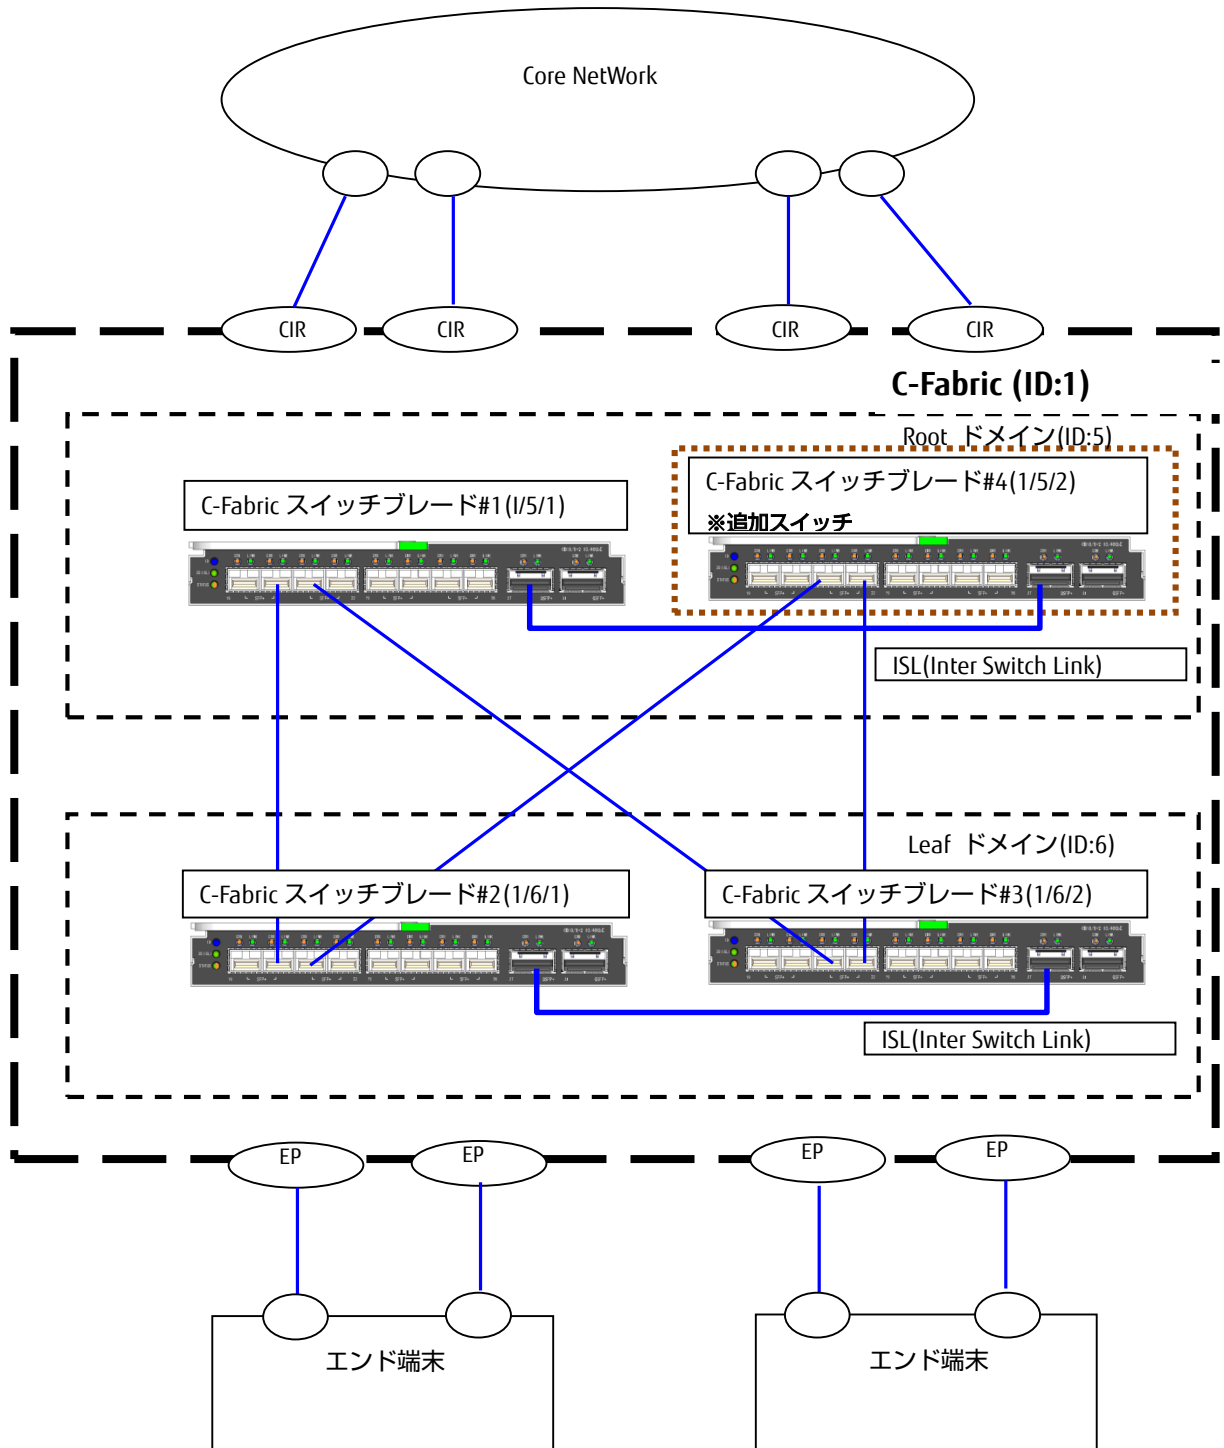 Core NetWork
CIR
CIR
CIR
CIR
C-Fabric (ID:1)
Root ドメイン(ID:5)
C-Fabric スイッチブレード#1(I/5/1)
C-Fabric スイッチブレード#4(1/5/2)
※追加スイッチ
ISL(Inter Switch Link)
Leaf ドメイン(ID:6)
C-Fabric スイッチブレード#2(1/6/1)
C-Fabric スイッチブレード#3(1/6/2)
ISL(Inter Switch Link)
EP
EP
EP
EP
エンド端末
エンド端末